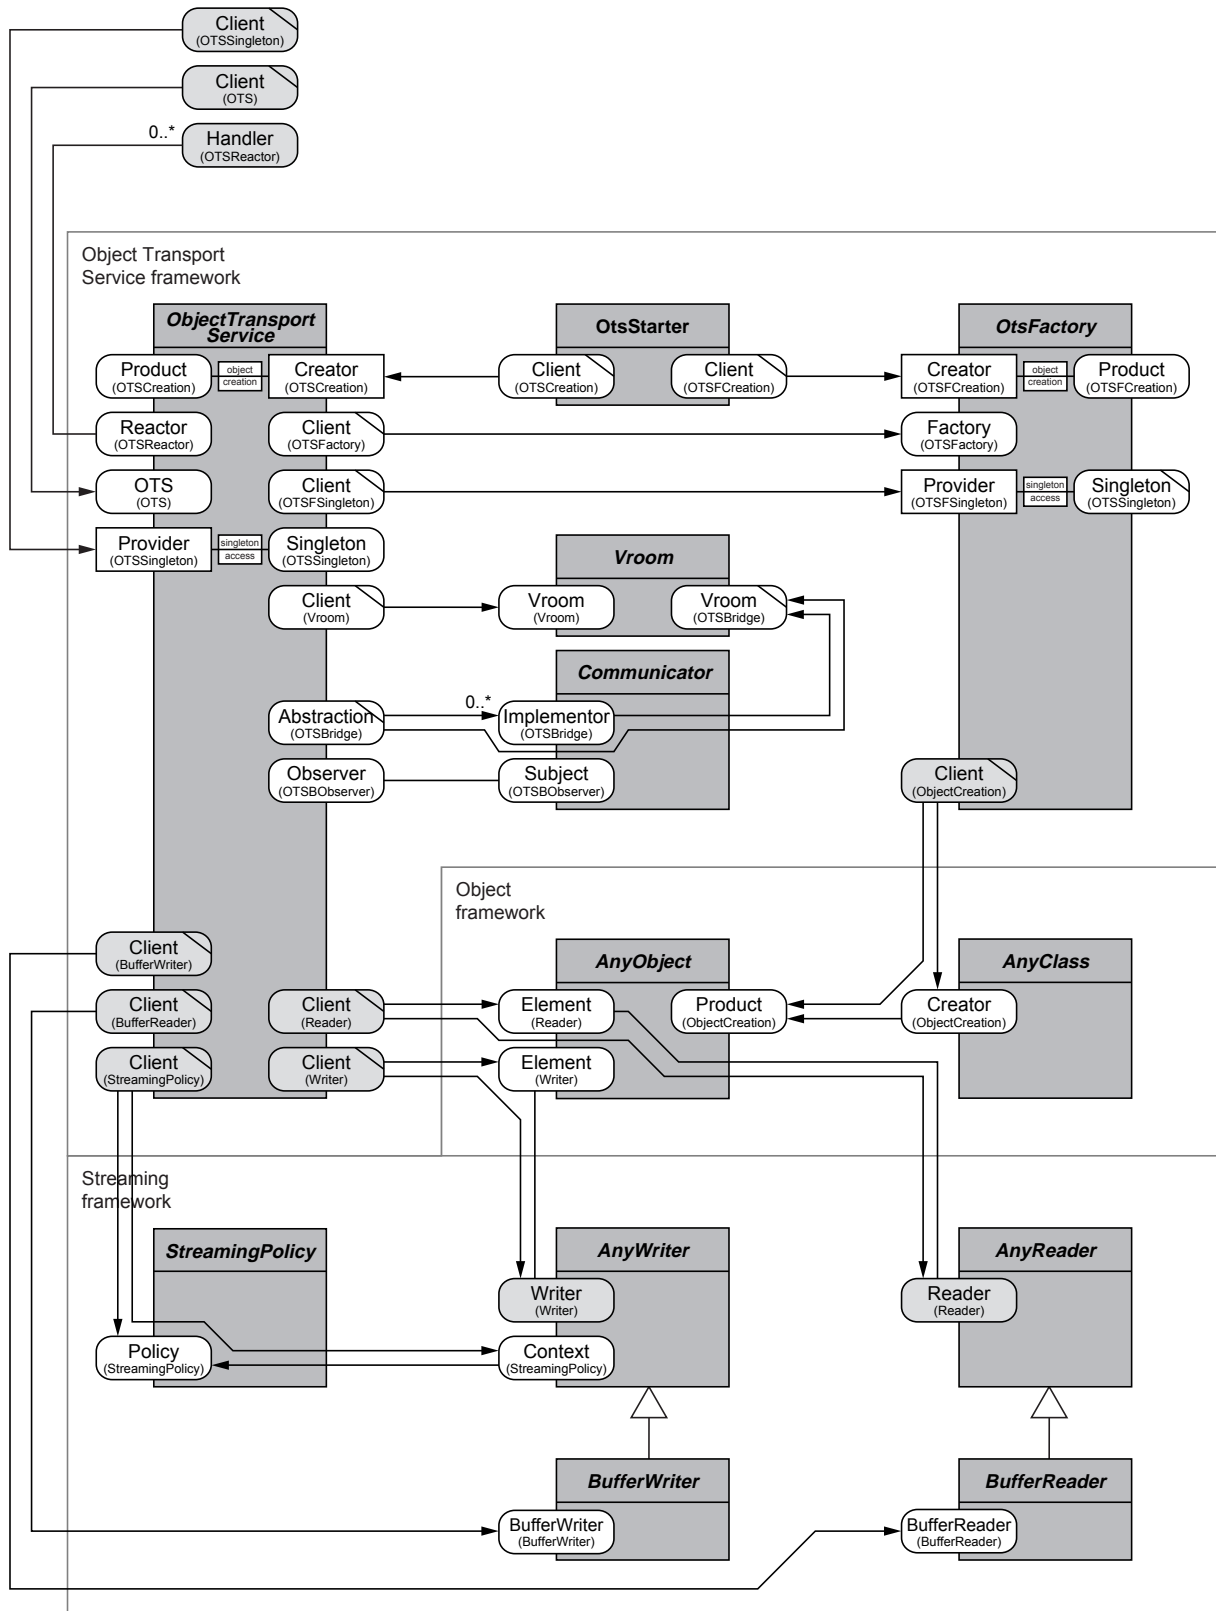 Client
(OTSSingleton)
Client
(OTS)
0..*
Handler
(OTSReactor)
Object Transport
Service framework
ObjectTransport
Service
OtsStarter
OtsFactory
Product
(OTSCreation)
object
creation
Creator
(OTSCreation)
Client
(OTSCreation)
Client
(OTSFCreation)
Creator
(OTSFCreation)
object
creation
Product
(OTSFCreation)
Reactor
(OTSReactor)
Client
(OTSFactory)
Factory
(OTSFactory)
OTS
(OTS)
Client
(OTSFSingleton)
Provider
(OTSFSingleton)
singleton
access
Singleton
(OTSSingleton)
Provider
(OTSSingleton)
singleton
access
Singleton
(OTSSingleton)
Vroom
Client
(Vroom)
Vroom
(Vroom)
Vroom
(OTSBridge)
Communicator
Abstraction
(OTSBridge)
0..*
Implementor
(OTSBridge)
Observer
(OTSBObserver)
Subject
(OTSBObserver)
Client
(ObjectCreation)
Object
framework
Client
(BufferWriter)
AnyObject
AnyClass
Client
(BufferReader)
Client
(Reader)
Element
(Reader)
Product
(ObjectCreation)
Creator
(ObjectCreation)
Client
(StreamingPolicy)
Client
(Writer)
Element
(Writer)
Streaming
framework
StreamingPolicy
AnyWriter
AnyReader
Writer
(Writer)
Reader
(Reader)
Policy
(StreamingPolicy)
Context
(StreamingPolicy)
BufferWriter
BufferReader
BufferWriter
(BufferWriter)
BufferReader
(BufferReader)